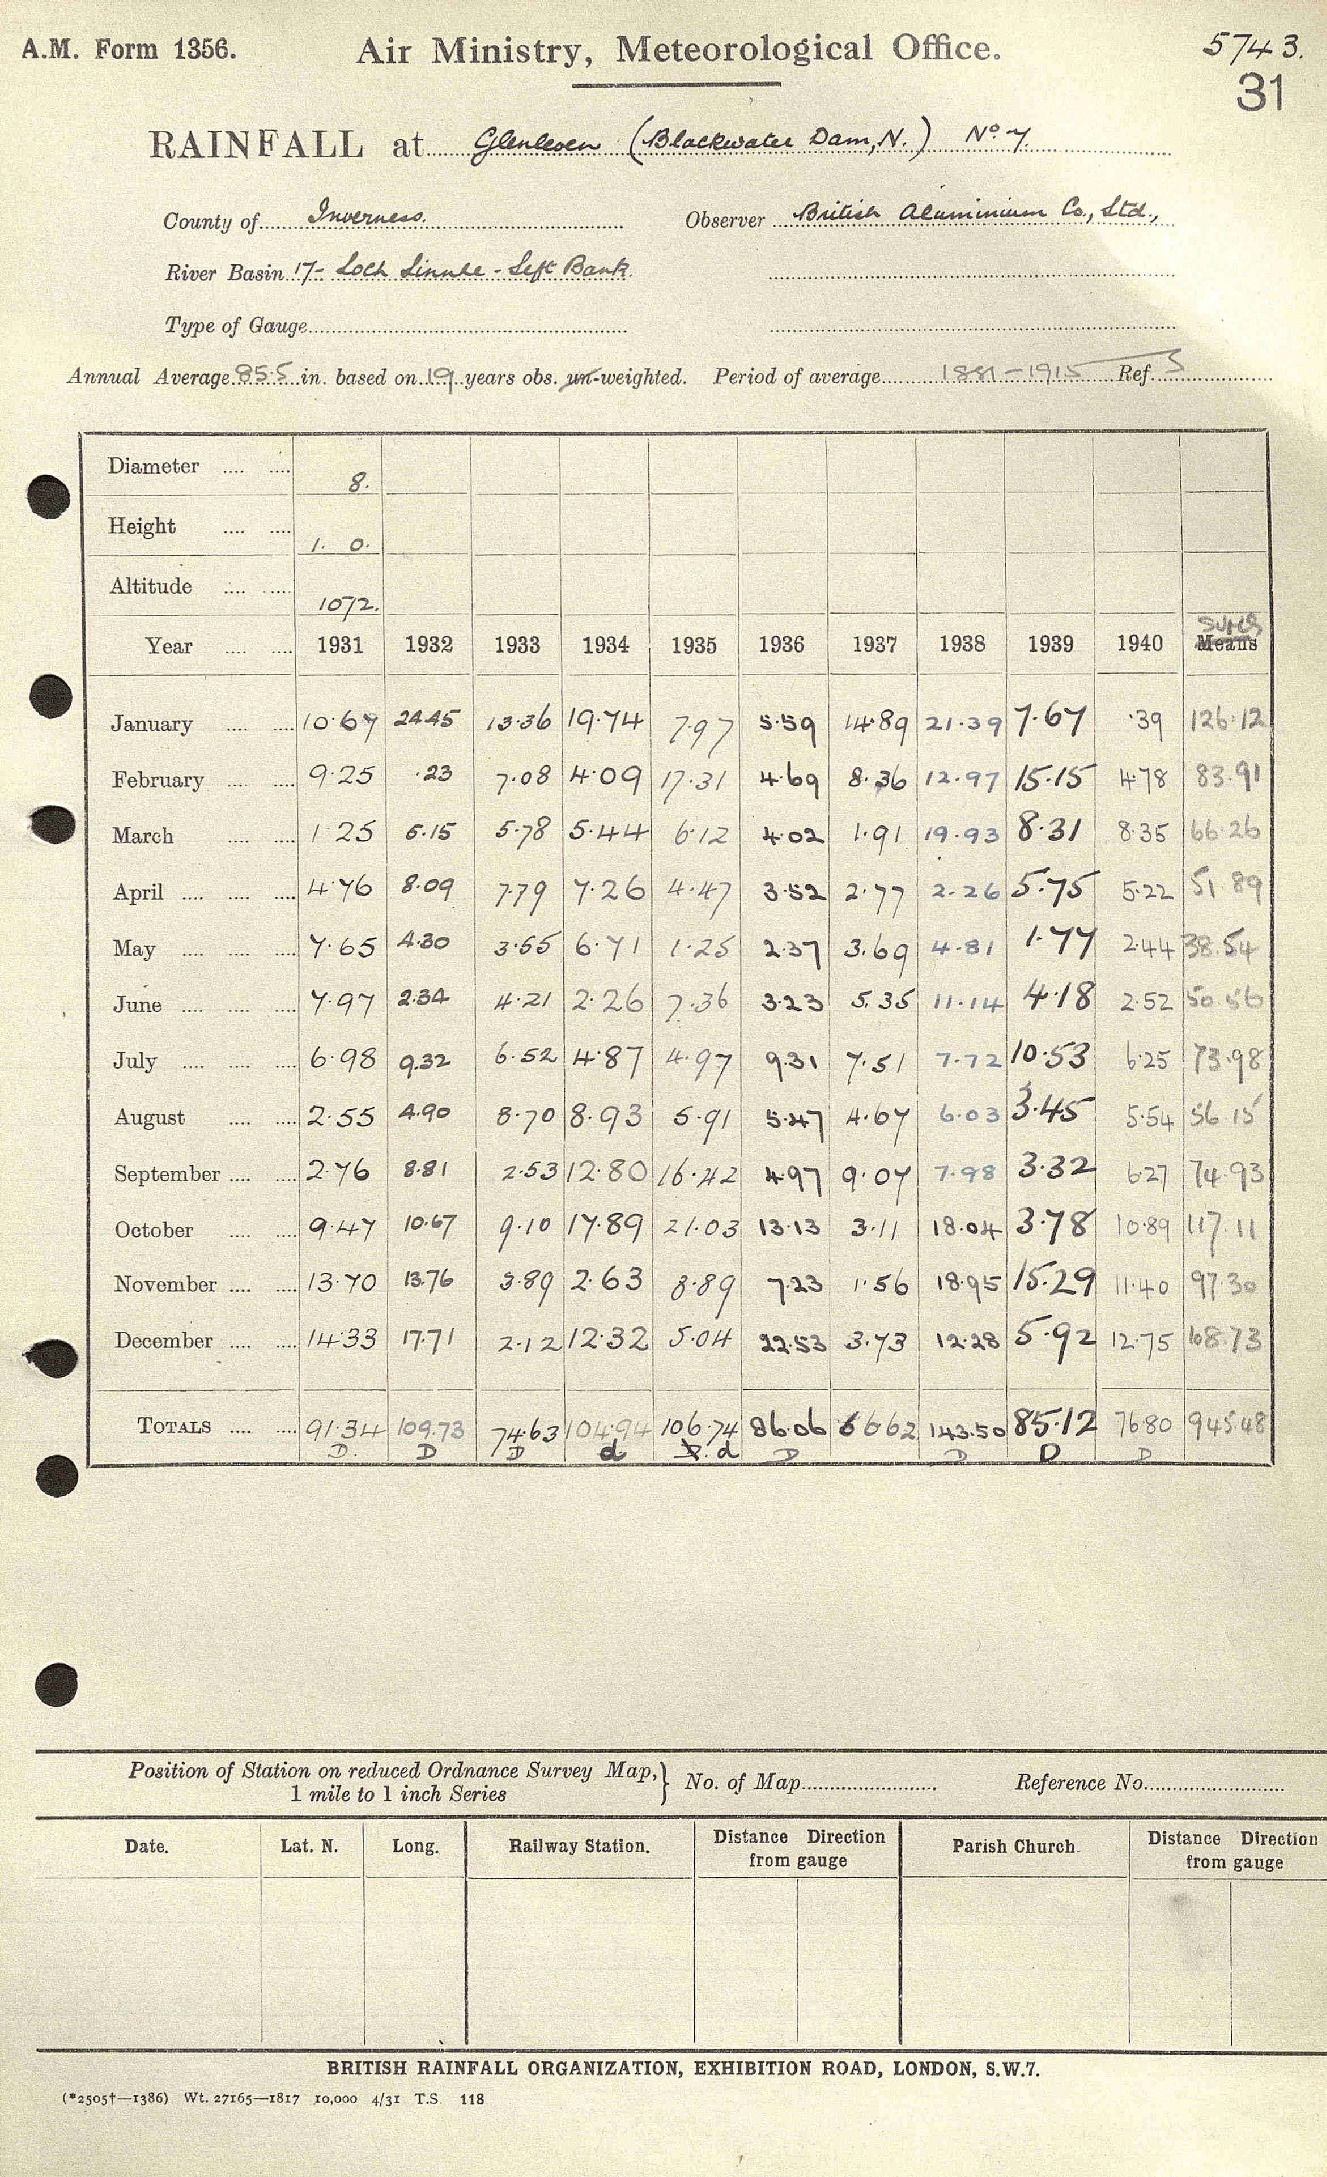 A.M. Form 1356. Air Ministry, Meteorological Office. 5743.
31
RAINFALL at Glenleven (Blackwater Dam, N.) No 7.
County of Inverness. Observer British Aluminium Co., Ltd.,
River Basin 17- Loch Linnhe - Left Bank
Type of Gauge
Annual Average 85.5 in. based on 19 years obs. un-weighted. Period of average 1881-1915 Ref. S
Diameter 8.
Height 1. 0.
Altitude 1072.
Sums
Year 1931 1932 1933 1934 1935 1936 1937 1938 1939 1940 Means
January 10.67 24.45 13.36 19.74 7.97 5.59 14.89 21.39 7.67 .39 126.12
February 9.25 .23 7.08 4.09 17.31 4.69 8.36 12.97 15.15 4.78 83.91
March 1.25 5.15 5.78 5.44 6.12 4.02 1.91 19.93 8.31 8.35 66.26
April 4.76 8.09 7.79 7.26 4.47 3.52 2.77 2.26 5.75 5.22 51.89
May 7.65 4.30 3.55 6.71 1.25 2.37 3.69 4.81 1.77 2.44 38.54
June 7.97 2.34 4.21 2.26 7.36 3.23 5.35 11.14 4.18 2.52 50.56
July 6.98 9.32 6.52 4.87 4.97 9.31 7.51 7.72 10.53 6.25 73.98
August 2.55 4.90 8.70 8.93 5.91 5.47 4.67 6.03 3.45 5.54 56.15
September 2.76 8.81 2.53 12.80 16.42 4.97 9.07 7.98 3.32 6.27 74.93
October 9.47 10.67 9.10 17.89 21.03 13.13 3.11 18.04 3.78 10.89 117.11
November 13.70 13.76 3.89 2.63 8.89 7.23 1.56 18.95 15.29 11.40 97.30
December 14.33 17.71 2.12 12.32 5.04 22.53 3.73 12.28 5.92 12.75 108.73
TOTALS 91.34 109.73 74.63 104.94 106.74 86.06 66.62 143.50 85.12 76.80 945.48
D. D D d D. d D D D D
Position of Station on reduced Ordnance Survey Map,} No. of Map Reference No.
1 mile to 1 inch Series
Date. Lat. N. Long. Railway Station. Distance Direction from gauge Parish Church. Distance Direction from gauge
BRITISH RAINFALL ORGANIZATION, EXHIBITION ROAD, LONDON, S.W.7.
(*2505†—1386) Wt. 27165—1817 10,000 4/31 T.S. 118